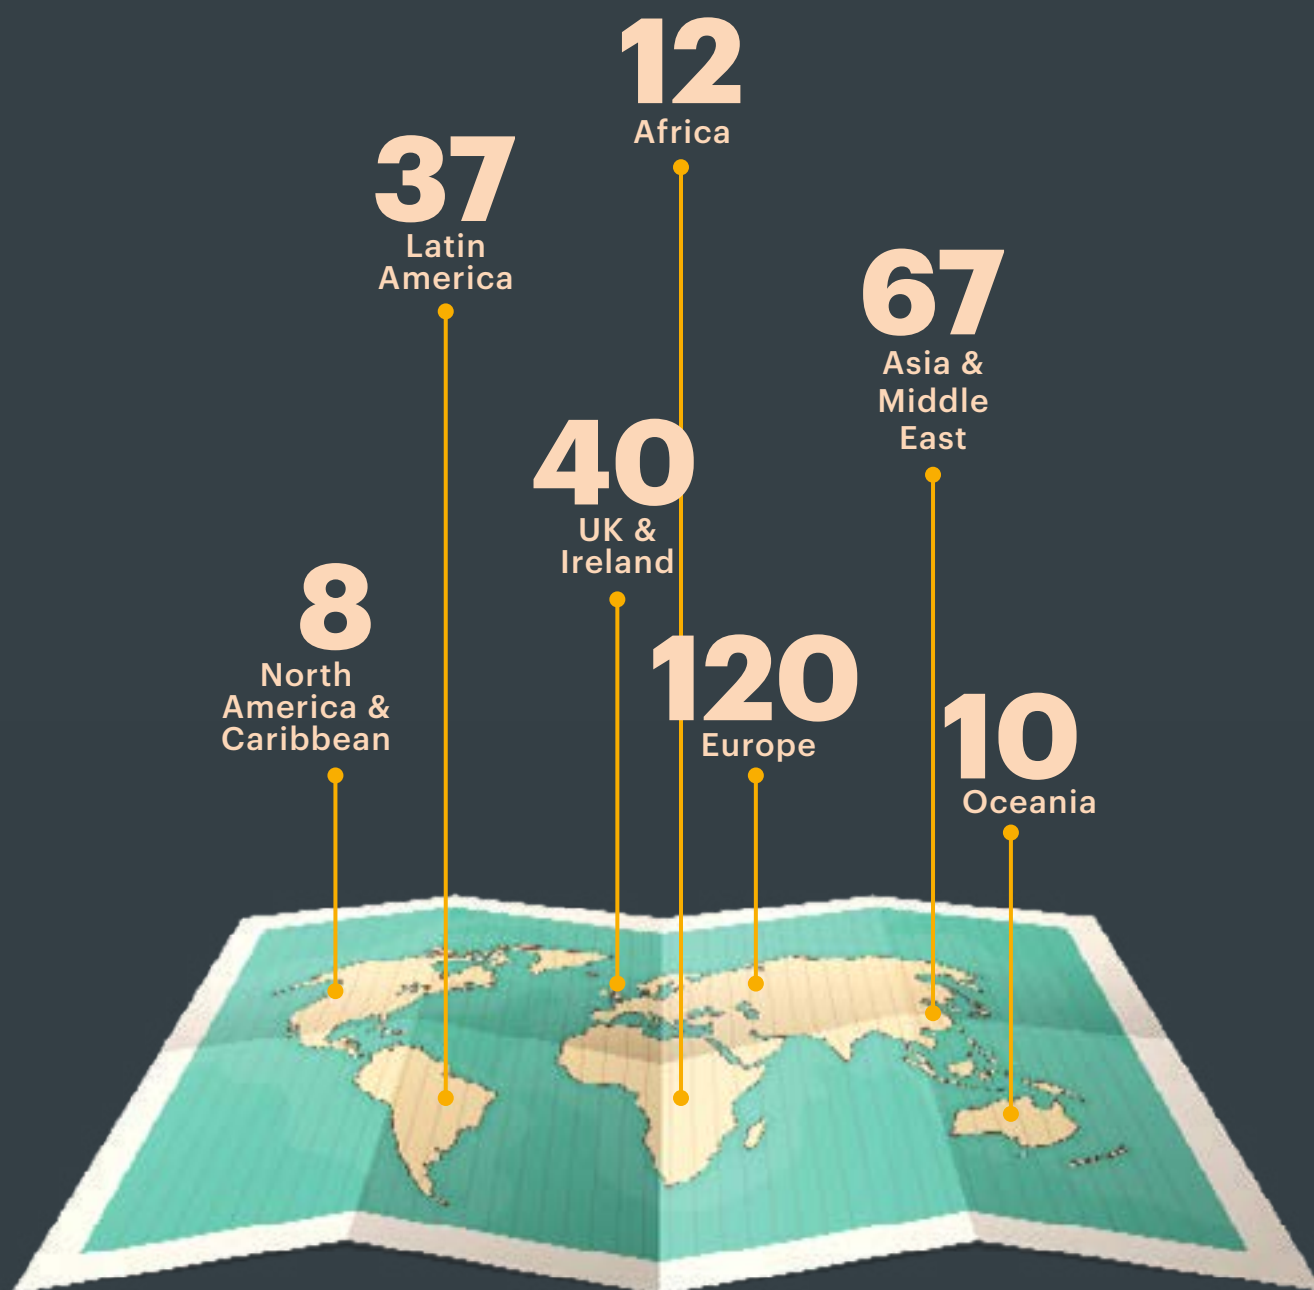 12
Africa
37
Latin
America
67
Asia &
Middle
East
40
UK &
Ireland
8
North
America &
Caribbean
120
Europe
10
Oceania